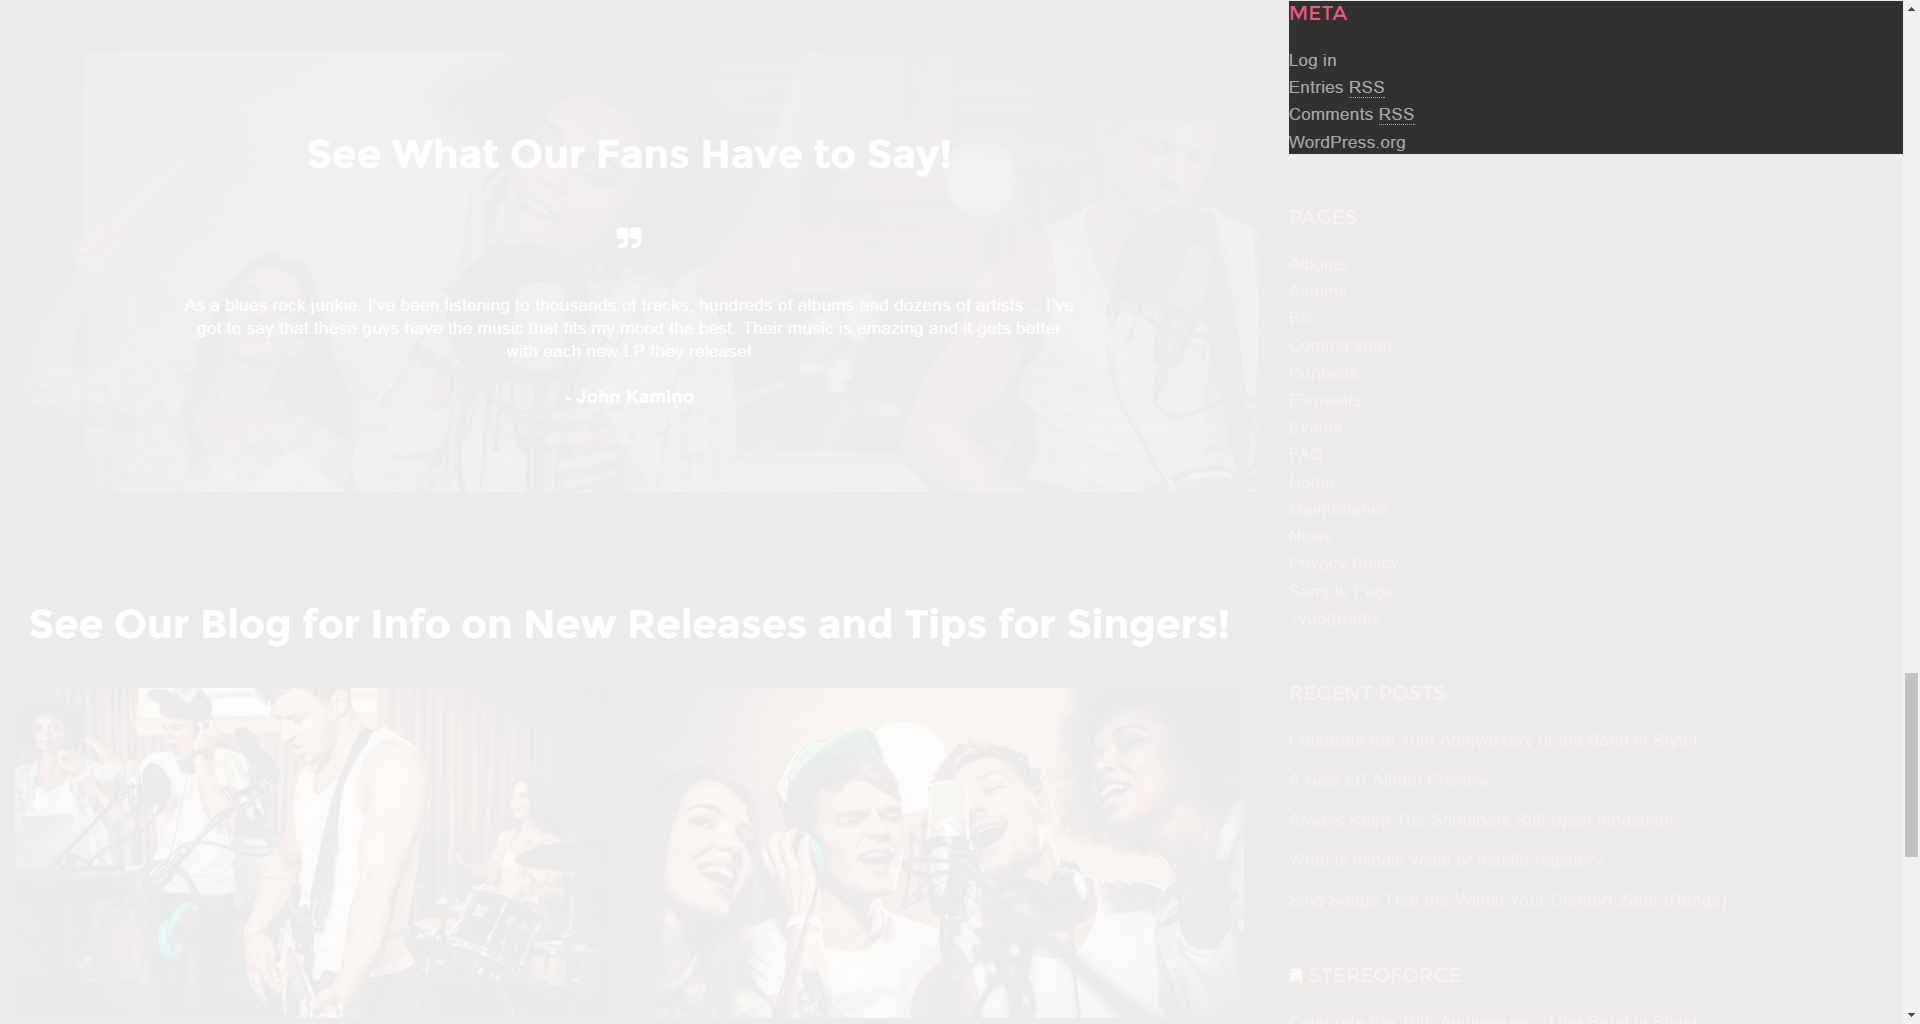 See What Our Fans Have to Say!
As a blues rock junkie, I've been listening to thousands of tracks, hundreds of albums and dozens of artists… I've
got to say that these guys have the music that fits my mood the best. Their music is amazing and it gets better
with each new LP they release!
- John Kamino
See Our Blog for Info on New Releases and Tips for Singers!
META
Log in
Entries RSS
Comments RSS
WordPress.org
PAGES
Albums
Albums
Bio
Coming soon
Contacts
Elements
Events
FAQ
Home
Maintenance
News
Privacy Policy
Sample Page
Typography
RECENT POSTS
Celebrate the 10th Anniversary of the Band in Style!
A New LP Album Preview
Always Keep The Shoulders Still Upon Inhalation
What is middle voice or middle register?
Sing Songs That are Within Your Comfort Zone (Range)
STEREOFORCE
Celebrate the 10th Anniversary of the Band in Style!